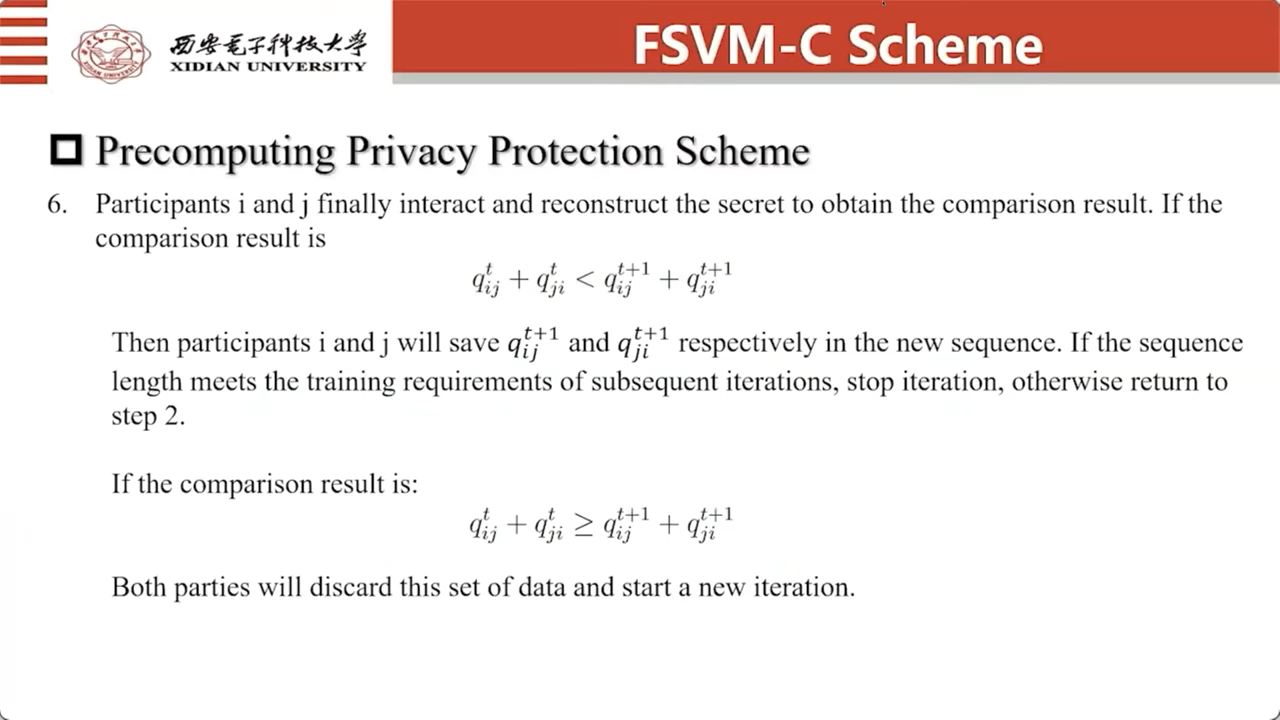 西安电子科技大学
XIDIAN UNIVERSITY
FSVM-C Scheme
Precomputing Privacy Protection Scheme
6. Participants i and j finally interact and reconstruct the secret to obtain the comparison result. If the
comparison result is
$q_{ij}^{t} + q_{ji}^{t} < q_{ij}^{t+1} + q_{ji}^{t+1}$
Then participants i and j will save $q_{ij}^{t+1}$ and $q_{ji}^{t+1}$ respectively in the new sequence. If the sequence
length meets the training requirements of subsequent iterations, stop iteration, otherwise return to
step 2.
If the comparison result is:
$q_{ij}^{t} + q_{ji}^{t} \geq q_{ij}^{t+1} + q_{ji}^{t+1}$
Both parties will discard this set of data and start a new iteration.